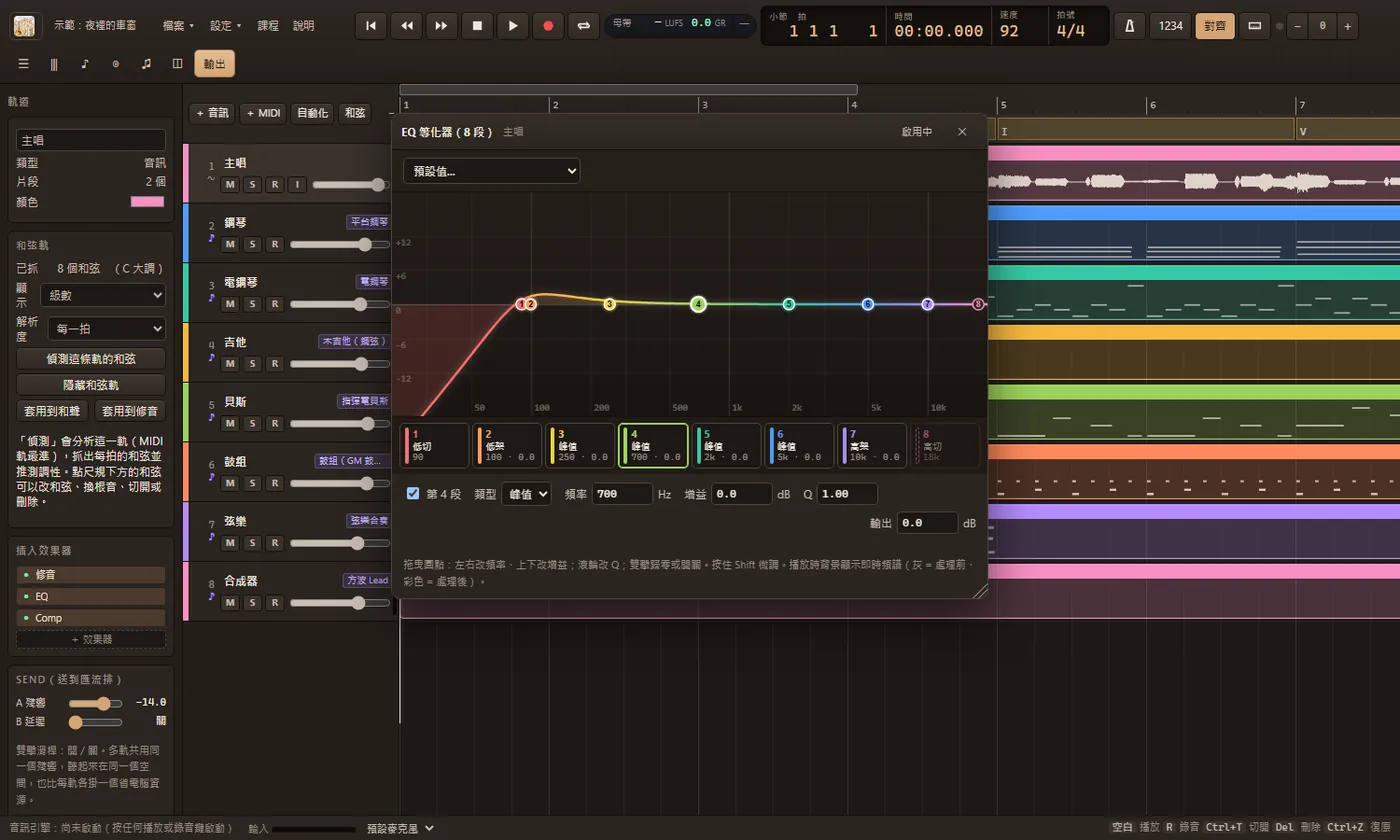 示範：夜裡的車窗
檔案
設定
課程
說明
母帶 — LUFS 0.0 GR —
小節 拍
1 1 1 1
時間
00:00.000
速度
92
拍號
4/4
1234
對齊
− 0 +
輸出
軌道
主唱
類型 音訊
片段 2 個
顏色
和弦軌
已抓 8 個和弦 （C 大調）
顯示 級數
解析度 每一拍
偵測這條軌的和弦
隱藏和弦軌
套用到和聲 套用到修音
「偵測」會分析這一軌（MIDI
軌最準），抓出每拍的和弦並
推測調性。點尺規下方的和弦
可以改和弦、換根音、切開或
刪除。
插入效果器
修音
EQ
Comp
+ 效果器
SEND（送到匯流排）
A 殘響 −14.0
B 延遲 關
雙擊滑桿：開 / 關。多軌共用同
一個殘響，聽起來在同一個空
間，也比每軌各掛一個省電腦資
源。
+ 音訊 + MIDI 自動化 和弦
1 主唱
M S R I
2 鋼琴 平台鋼琴
M S R
3 電鋼琴 電鋼琴
M S R
4 吉他 木吉他（鋼弦）
M S R
5 貝斯 指彈電貝斯
M S R
6 鼓組 鼓組（GM 鼓...
M S R
7 弦樂 弦樂合奏
M S R
8 合成器 方波 Lead
M S R
1 2 3 4 5 6 7
I V
EQ 等化器（8 段） 主唱 啟用中 ×
預設值...
+12
+6
0
−6
−12
1 2 3 4 5 6 7 8
50 100 200 500 1k 2k 5k 10k
1 低切 90
2 低架 100 · 0.0
3 峰值 250 · 0.0
4 峰值 700 · 0.0
5 峰值 2k · 0.0
6 峰值 5k · 0.0
7 高架 10k · 0.0
8 高切 18k
第 4 段 類型 峰值 頻率 700 Hz 增益 0.0 dB Q 1.00
輸出 0.0 dB
拖曳圓點：左右改頻率、上下改增益；滾輪改 Q；雙擊歸零或開關。按住 Shift 微調。播放時背景顯示即時頻譜（灰 = 處理前、
彩色 = 處理後）。
音訊引擎：尚未啟動（按任何播放或錄音鍵啟動） 輸入 預設麥克風
空白 播放 R 錄音 Ctrl+T 切開 Del 刪除 Ctrl+Z 復原